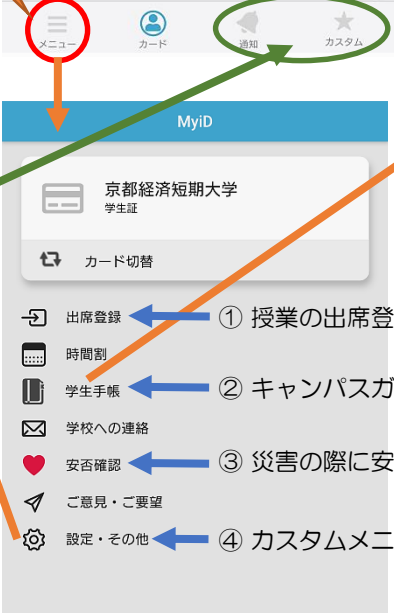 メニュー
カード
通知
カスタム
MyiD
京都経済短期大学
学生証
カード切替
出席登録
① 授業の出席登
時間割
学生手帳
② キャンパスガ
学校への連絡
安否確認
③ 災害の際に安
ご意見・ご要望
設定・その他
④ カスタムメニ